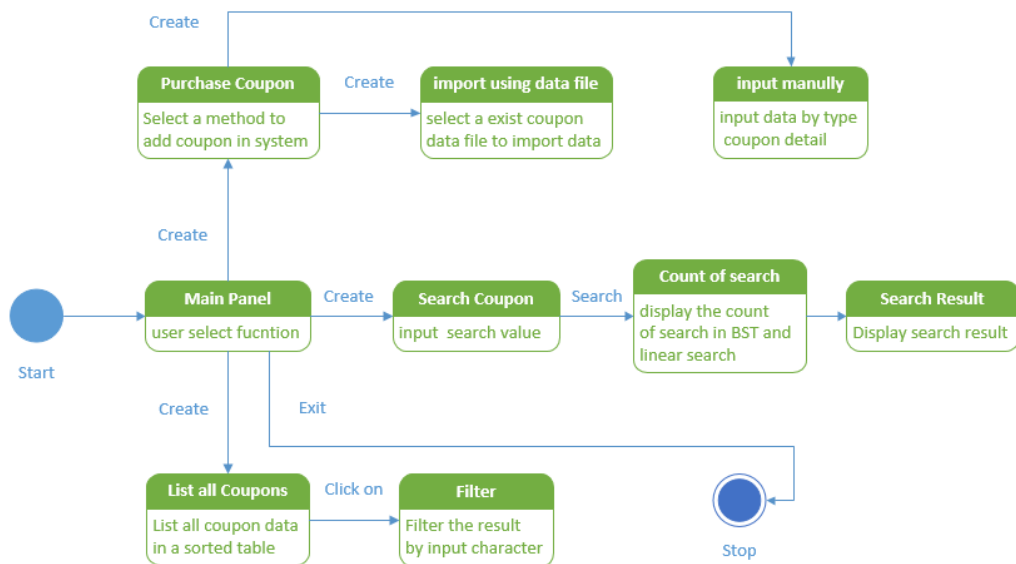 Create
Purchase Coupon
Select a method to
add coupon in system
Create
import using data file
select a exist coupon
data file to import data
input manully
input data by type
coupon detail
Create
Start
Main Panel
user select fucntion
Create
Search Coupon
input search value
Search
Count of search
display the count
of search in BST and
linear search
Search Result
Display search result
Create
Exit
List all Coupons
List all coupon data
in a sorted table
Click on
Filter
Filter the result
by input character
Stop